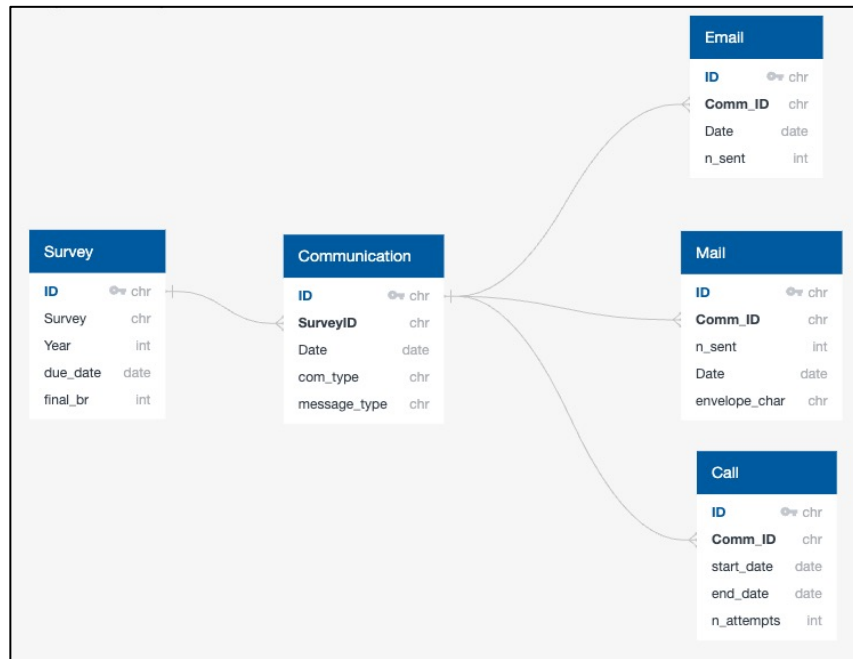 Survey
ID chr
Survey chr
Year int
due_date date
final_br int
Communication
ID chr
SurveyID chr
Date date
com_type chr
message_type chr
Email
ID chr
Comm_ID chr
Date date
n_sent int
Mail
ID chr
Comm_ID chr
n_sent int
Date date
envelope_char chr
Call
ID chr
Comm_ID chr
start_date date
end_date date
n_attempts int